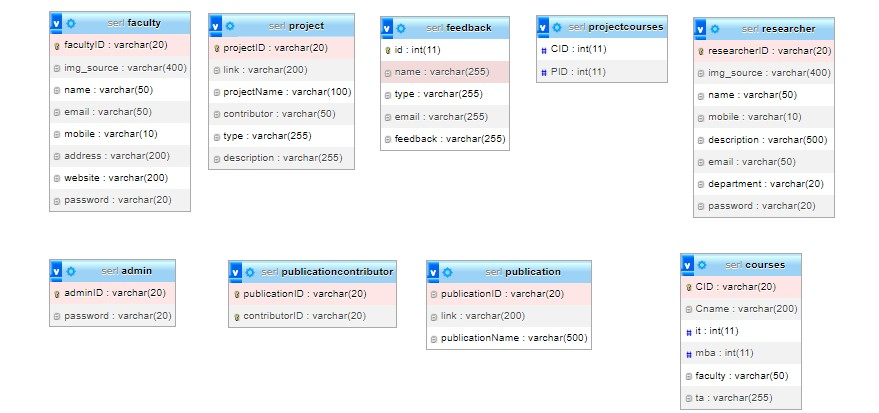 serl faculty
facultyID : varchar(20)
img_source : varchar(400)
name : varchar(50)
email : varchar(50)
mobile : varchar(10)
address : varchar(200)
website : varchar(200)
password : varchar(20)
serl project
projectID : varchar(20)
link : varchar(200)
projectName : varchar(100)
contributor : varchar(50)
type : varchar(255)
description : varchar(255)
serl feedback
id : int(11)
name : varchar(255)
type : varchar(255)
email : varchar(255)
feedback : varchar(255)
serl projectcourses
CID : int(11)
PID : int(11)
serl researcher
researcherID : varchar(20)
img_source : varchar(400)
name : varchar(50)
mobile : varchar(10)
description : varchar(500)
email : varchar(50)
department : varchar(20)
password : varchar(20)
serl admin
adminID : varchar(20)
password : varchar(20)
serl publicationcontributor
publicationID : varchar(20)
contributorID : varchar(20)
serl publication
publicationID : varchar(20)
link : varchar(200)
publicationName : varchar(500)
serl courses
CID : varchar(20)
Cname : varchar(200)
it : int(11)
mba : int(11)
faculty : varchar(50)
ta : varchar(255)